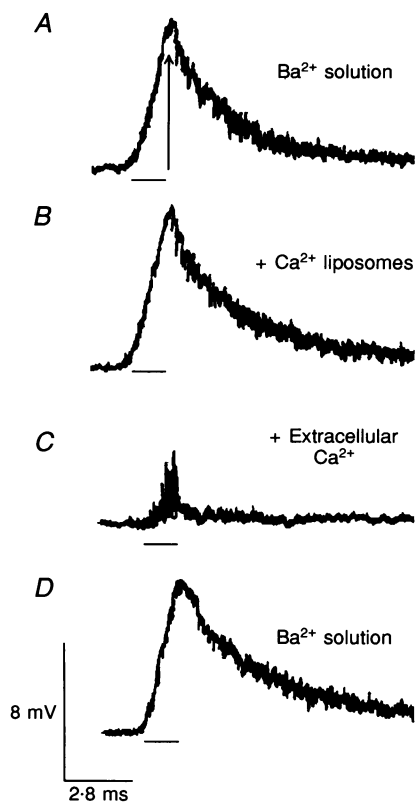 A
Ba²⁺ solution
B
+ Ca²⁺ liposomes
C
+ Extracellular
Ca²⁺
D
Ba²⁺ solution
8 mV
2·8 ms